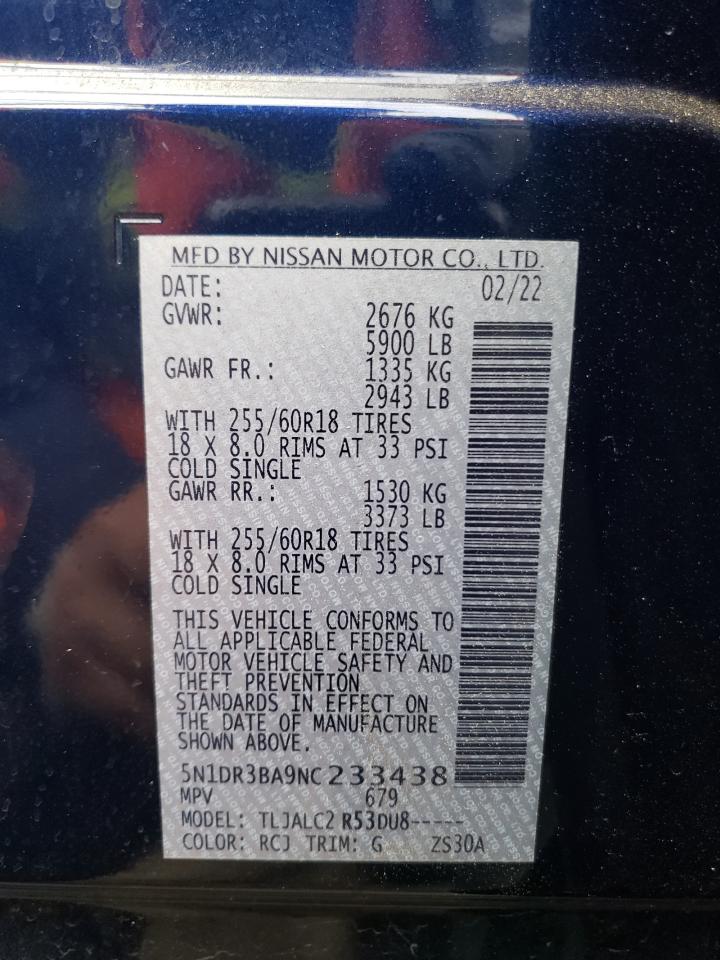 MFD BY NISSAN MOTOR CO., LTD.
DATE: 02/22
GVWR: 2676 KG
5900 LB
GAWR FR.: 1335 KG
2943 LB
WITH 255/60R18 TIRES
18 X 8.0 RIMS AT 33 PSI
COLD SINGLE
GAWR RR.: 1530 KG
3373 LB
WITH 255/60R18 TIRES
18 X 8.0 RIMS AT 33 PSI
COLD SINGLE
THIS VEHICLE CONFORMS TO
ALL APPLICABLE FEDERAL
MOTOR VEHICLE SAFETY AND
THEFT PREVENTION
STANDARDS IN EFFECT ON
THE DATE OF MANUFACTURE
SHOWN ABOVE.
5N1DR3BA9NC233438
MPV 679
MODEL: TLJALC2 R53DU8-----
COLOR: RCJ TRIM: G ZS30A